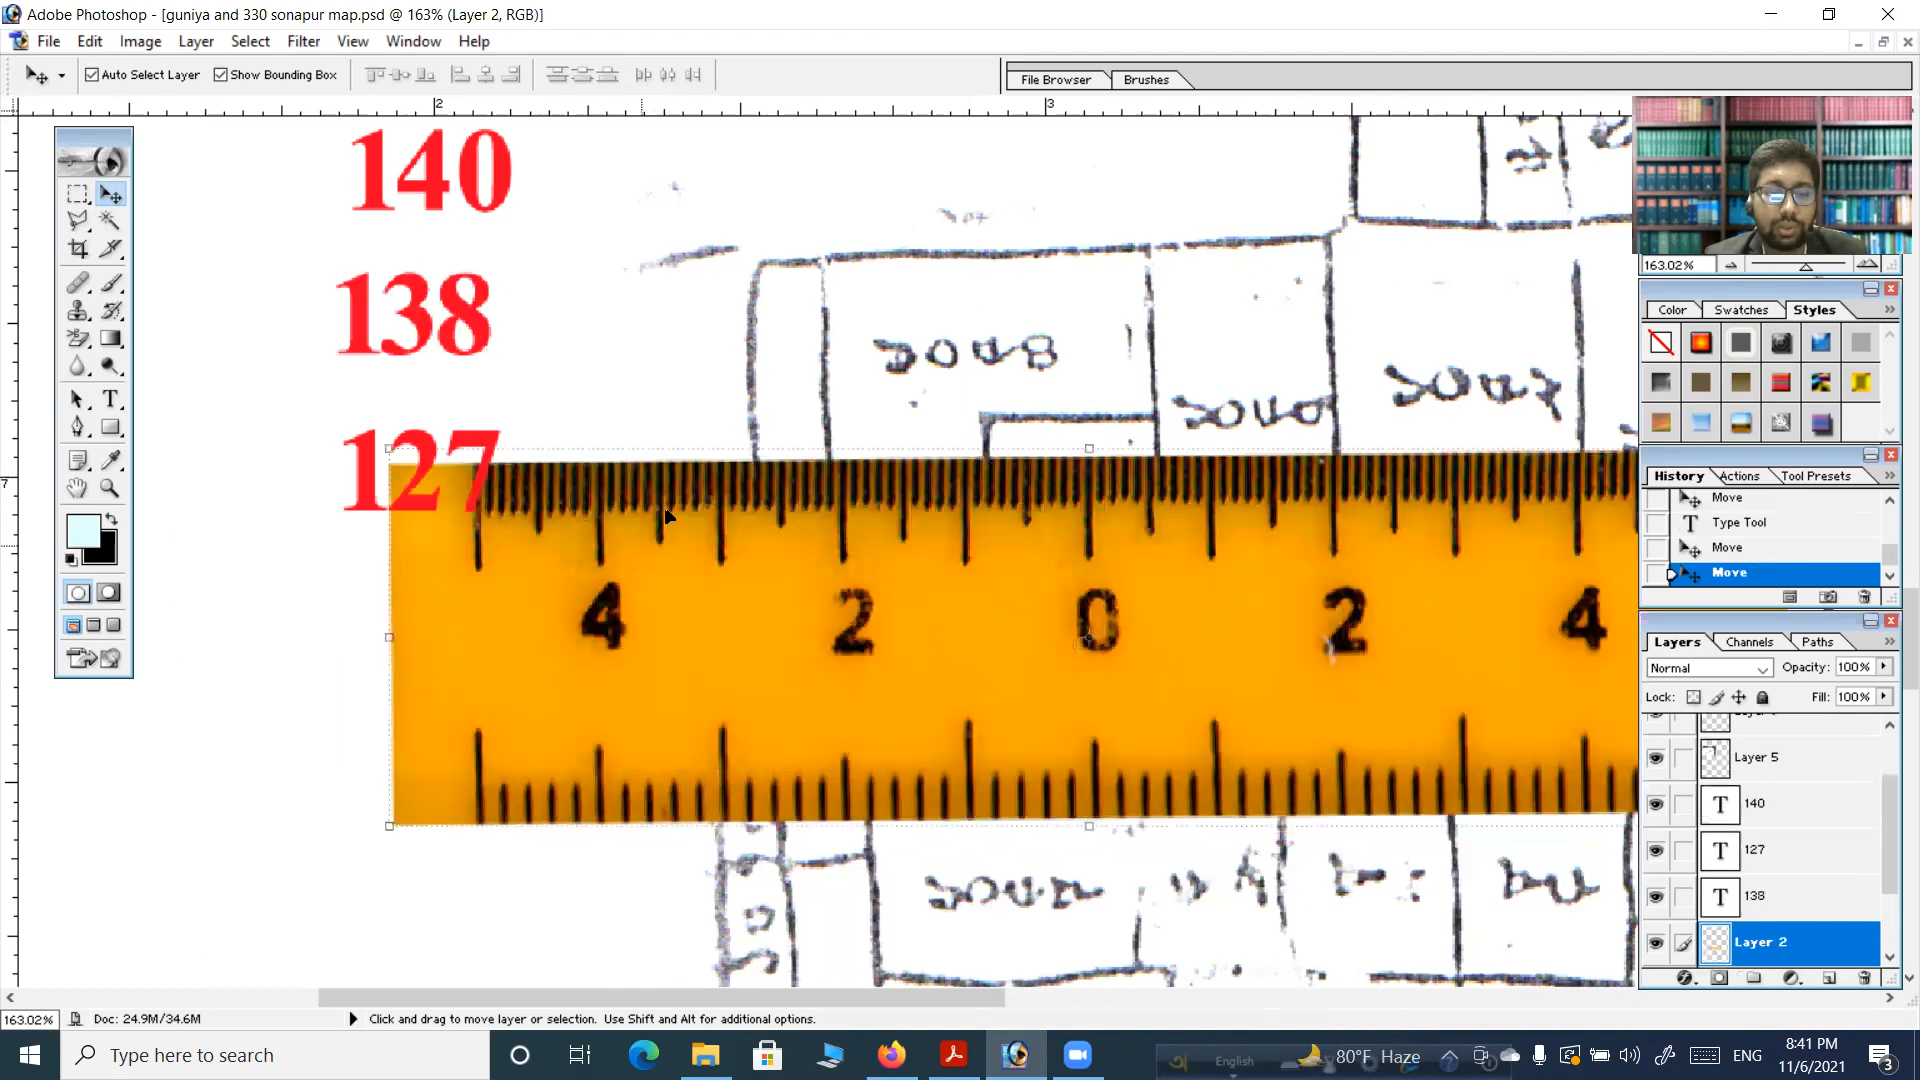 Adobe Photoshop - [guniya and 330 sonapur map.psd @ 163% (Layer 2, RGB)]
File Edit Image Layer Select Filter View Window Help
Auto Select Layer Show Bounding Box
File Browser Brushes
2 3
140
138
127
7
4 2 0 2 4
163.02%
Color Swatches Styles
History Actions Tool Presets
Move
Type Tool
Move
Move
Layers Channels Paths
Normal Opacity: 100%
Lock: Fill: 100%
Layer 5
140
127
138
Layer 2
163.02% Doc: 24.9M/34.6M Click and drag to move layer or selection. Use Shift and Alt for additional options.
Type here to search
English
80°F Haze
ENG
8:41 PM
11/6/2021
3